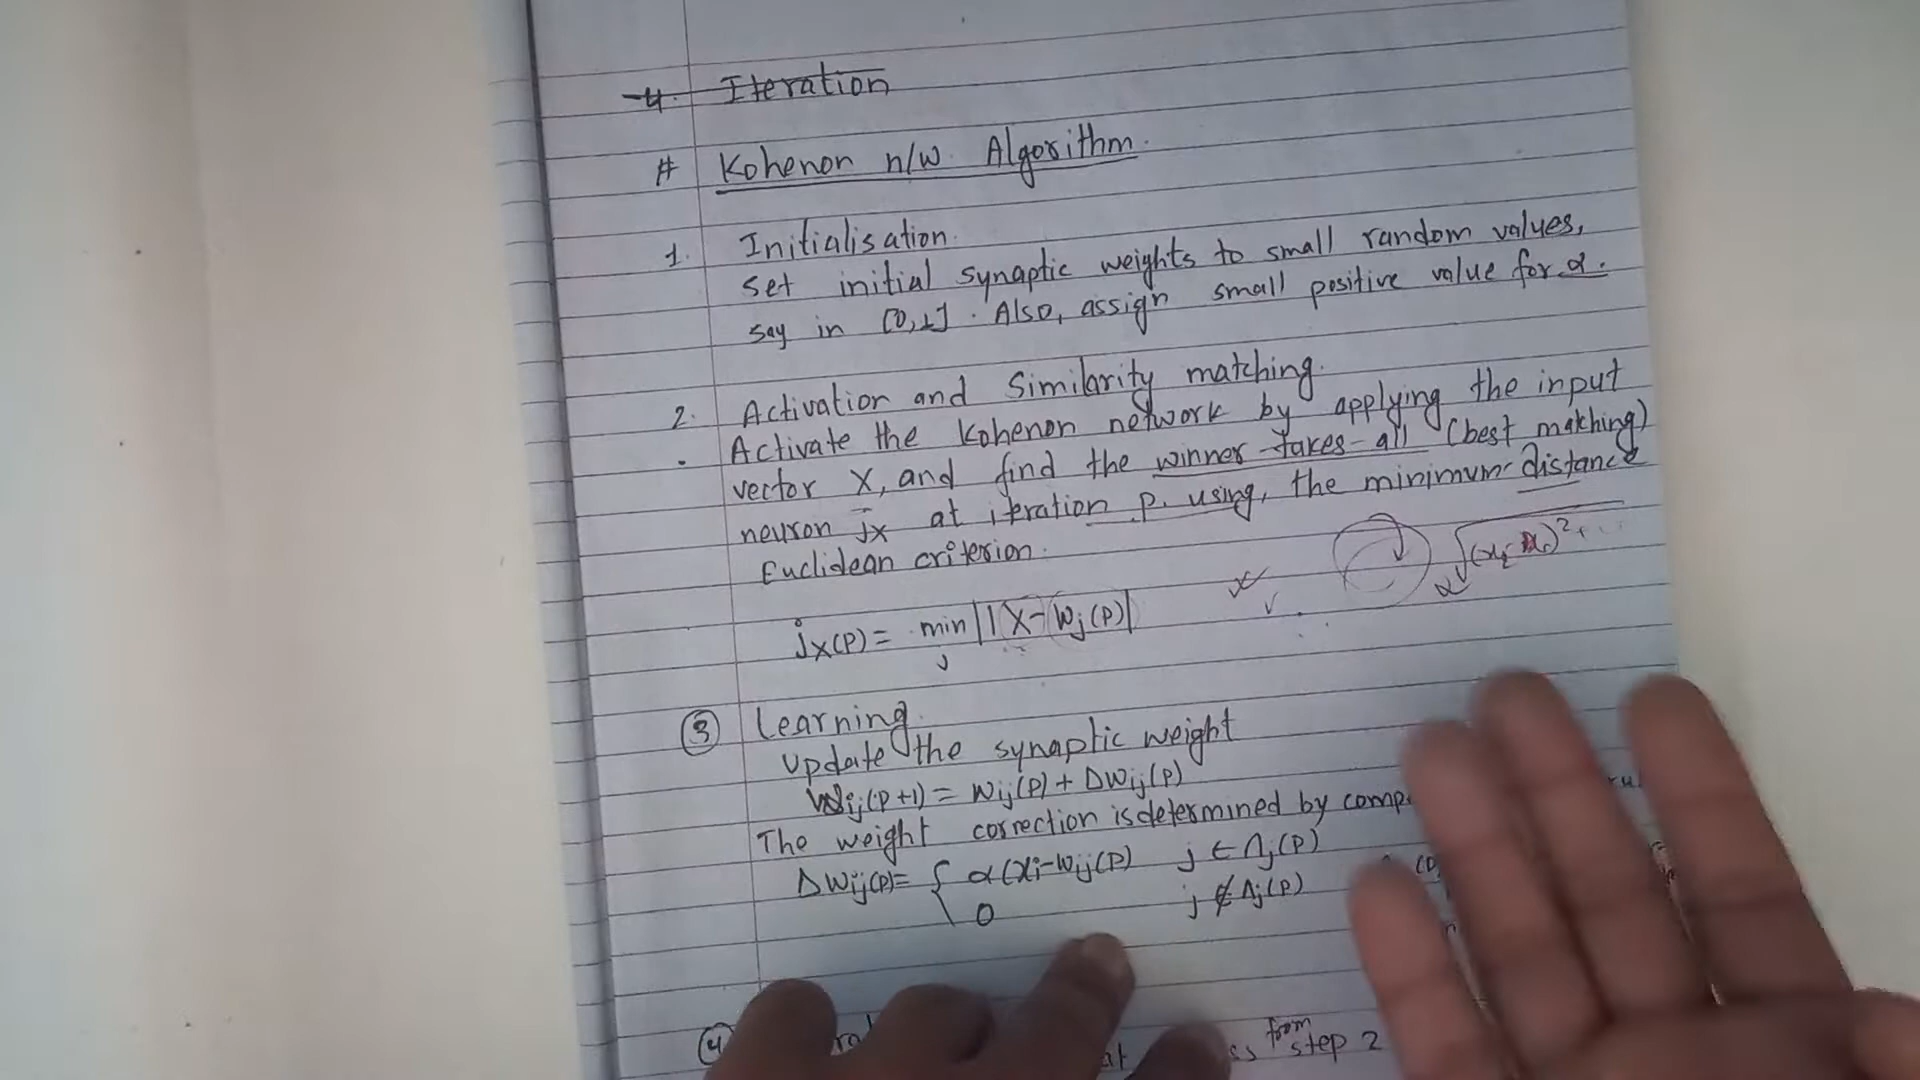 4. Iteration
# Kohenon n/w Algorithm.
1. Initialisation.
Set initial synaptic weights to small random values,
say in [0,1]. Also, assign small positive value for α.
2. Activation and Similarity matching.
Activate the Kohenon network by applying the input
vector X, and find the winner-takes-all (best matching)
neuron jx at iteration p. using, the minimum-distance
Euclidean criterion.
√(
)²+...
jx(p) = min ||X-Wj(p)|
j
3 Learning.
Update the synaptic weight
Wij(p+1) = Wij(p) + ΔWij(p)
The weight correction is determined by
ΔWij(p) = { α(xi-Wij(p) j ∈ Λj(p)
0 j ∉ Λj(p)
4
from
step 2